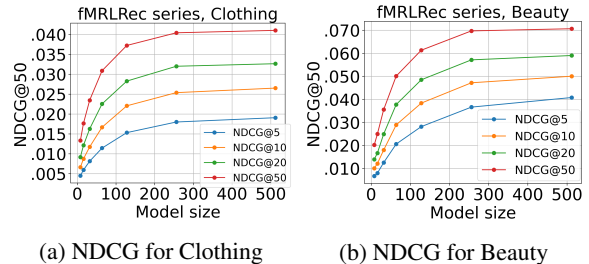 fMRLRec series, Clothing
NDCG@50
.040
.035
.030
.025
.020
.015
.010
.005
NDCG@5
NDCG@10
NDCG@20
NDCG@50
0 100 200 300 400 500
Model size
(a) NDCG for Clothing
fMRLRec series, Beauty
NDCG@50
.070
.060
.050
.040
.030
.020
.010
NDCG@5
NDCG@10
NDCG@20
NDCG@50
0 100 200 300 400 500
Model size
(b) NDCG for Beauty